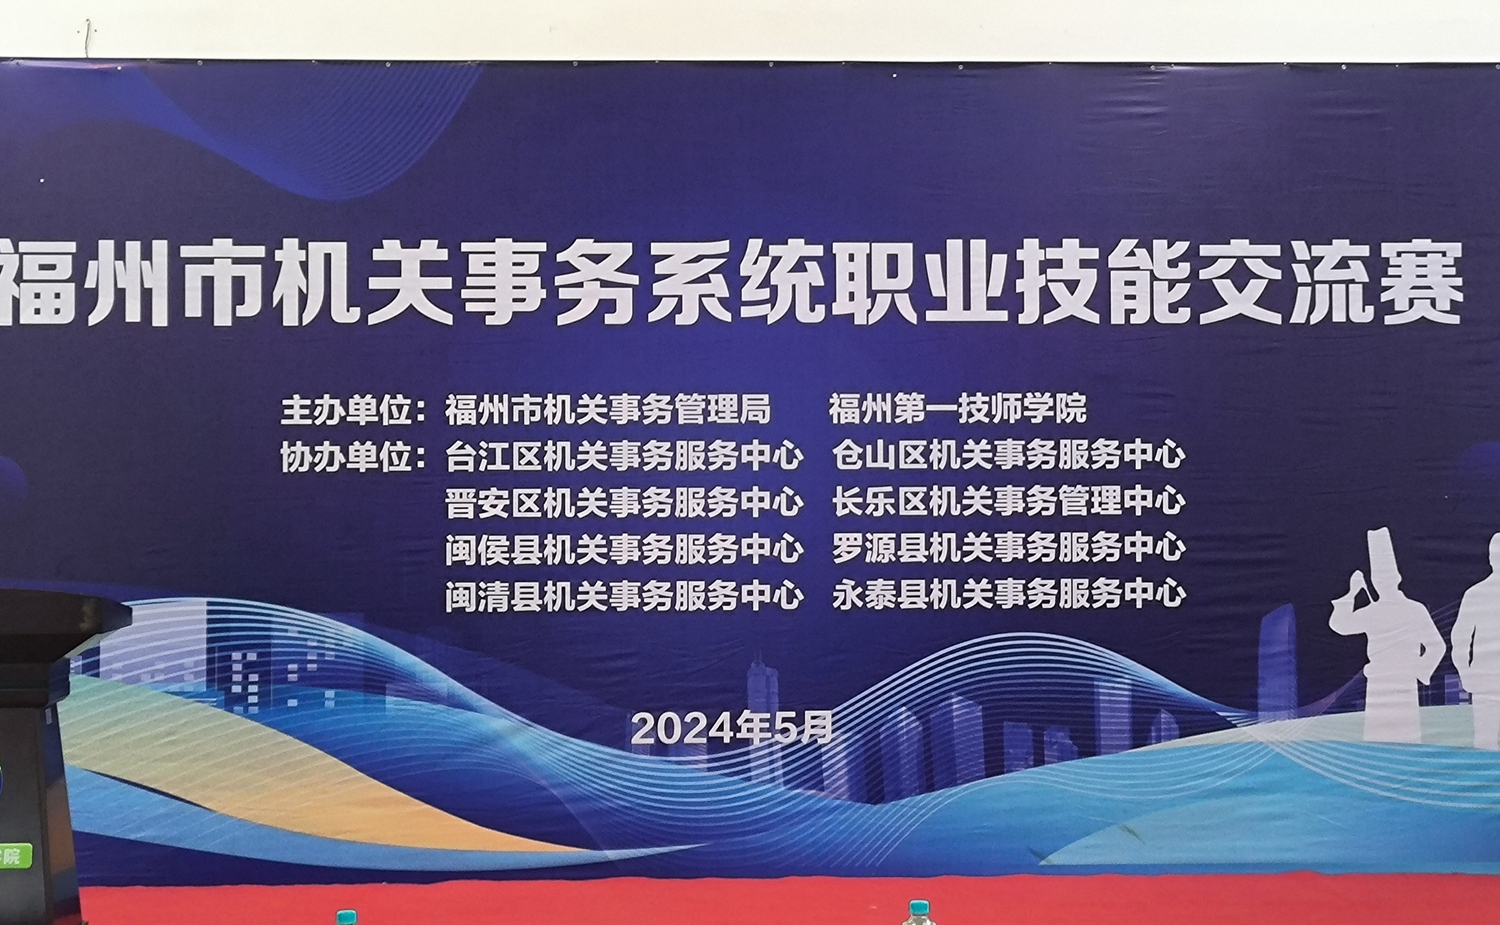 福州市机关事务系统职业技能交流赛
主办单位：福州市机关事务管理局 福州第一技师学院
协办单位：台江区机关事务服务中心 仓山区机关事务服务中心
晋安区机关事务服务中心 长乐区机关事务管理中心
闽侯县机关事务服务中心 罗源县机关事务服务中心
闽清县机关事务服务中心 永泰县机关事务服务中心
2024年5月
院